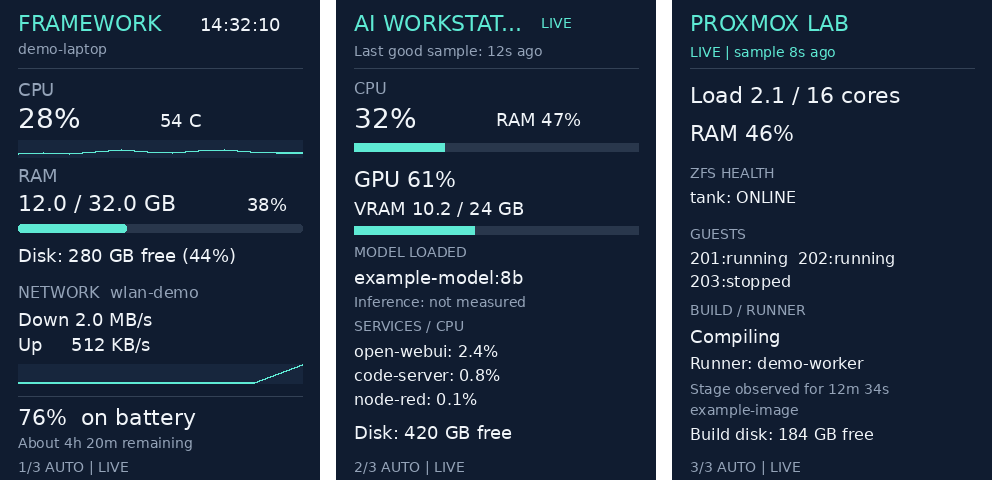 FRAMEWORK 14:32:10
demo-laptop
CPU
28% 54 C
RAM
12.0 / 32.0 GB 38%
Disk: 280 GB free (44%)
NETWORK wlan-demo
Down 2.0 MB/s
Up 512 KB/s
76% on battery
About 4h 20m remaining
1/3 AUTO | LIVE
AI WORKSTAT... LIVE
Last good sample: 12s ago
CPU
32% RAM 47%
GPU 61%
VRAM 10.2 / 24 GB
MODEL LOADED
example-model:8b
Inference: not measured
SERVICES / CPU
open-webui: 2.4%
code-server: 0.8%
node-red: 0.1%
Disk: 420 GB free
2/3 AUTO | LIVE
PROXMOX LAB
LIVE | sample 8s ago
Load 2.1 / 16 cores
RAM 46%
ZFS HEALTH
tank: ONLINE
GUESTS
201:running 202:running
203:stopped
BUILD / RUNNER
Compiling
Runner: demo-worker
Stage observed for 12m 34s
example-image
Build disk: 184 GB free
3/3 AUTO | LIVE